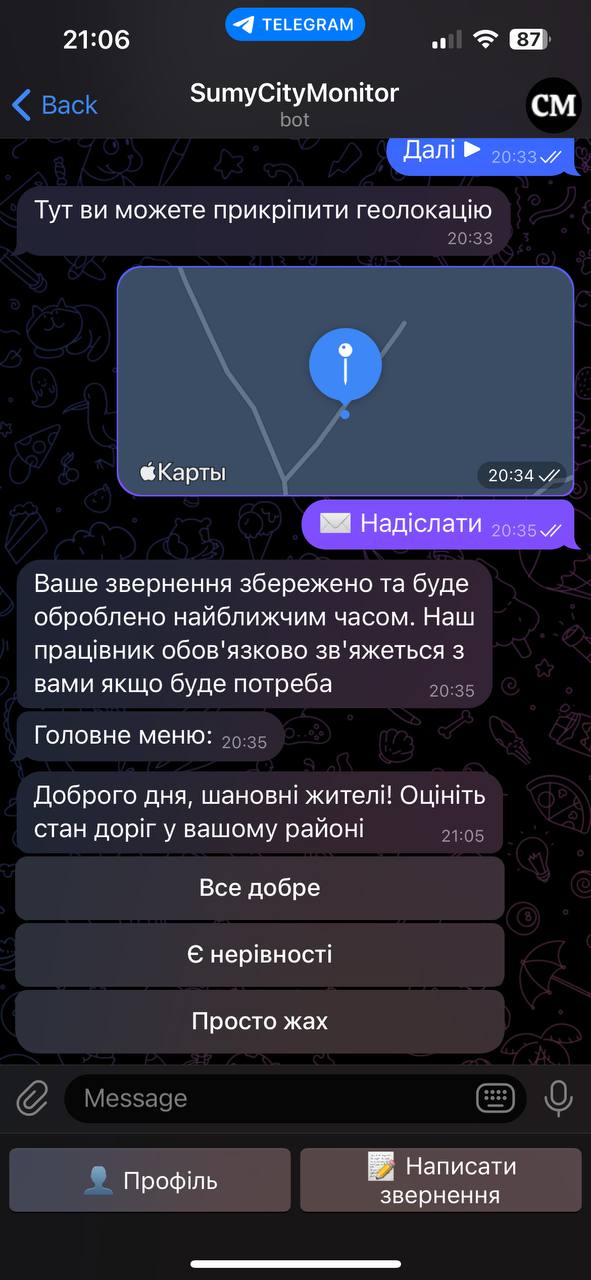 21:06
TELEGRAM
87
Back
SumyCityMonitor
bot
CM
Далі ▶ 20:33
Тут ви можете прикріпити геолокацію
20:33
Карты
20:34
✉️ Надіслати 20:35
Ваше звернення збережено та буде
оброблено найближчим часом. Наш
працівник обов'язково зв'яжеться з
вами якщо буде потреба 20:35
Головне меню: 20:35
Доброго дня, шановні жителі! Оцініть
стан доріг у вашому районі 21:05
Все добре
Є нерівності
Просто жах
Message
👤 Профіль
📝 Написати
звернення